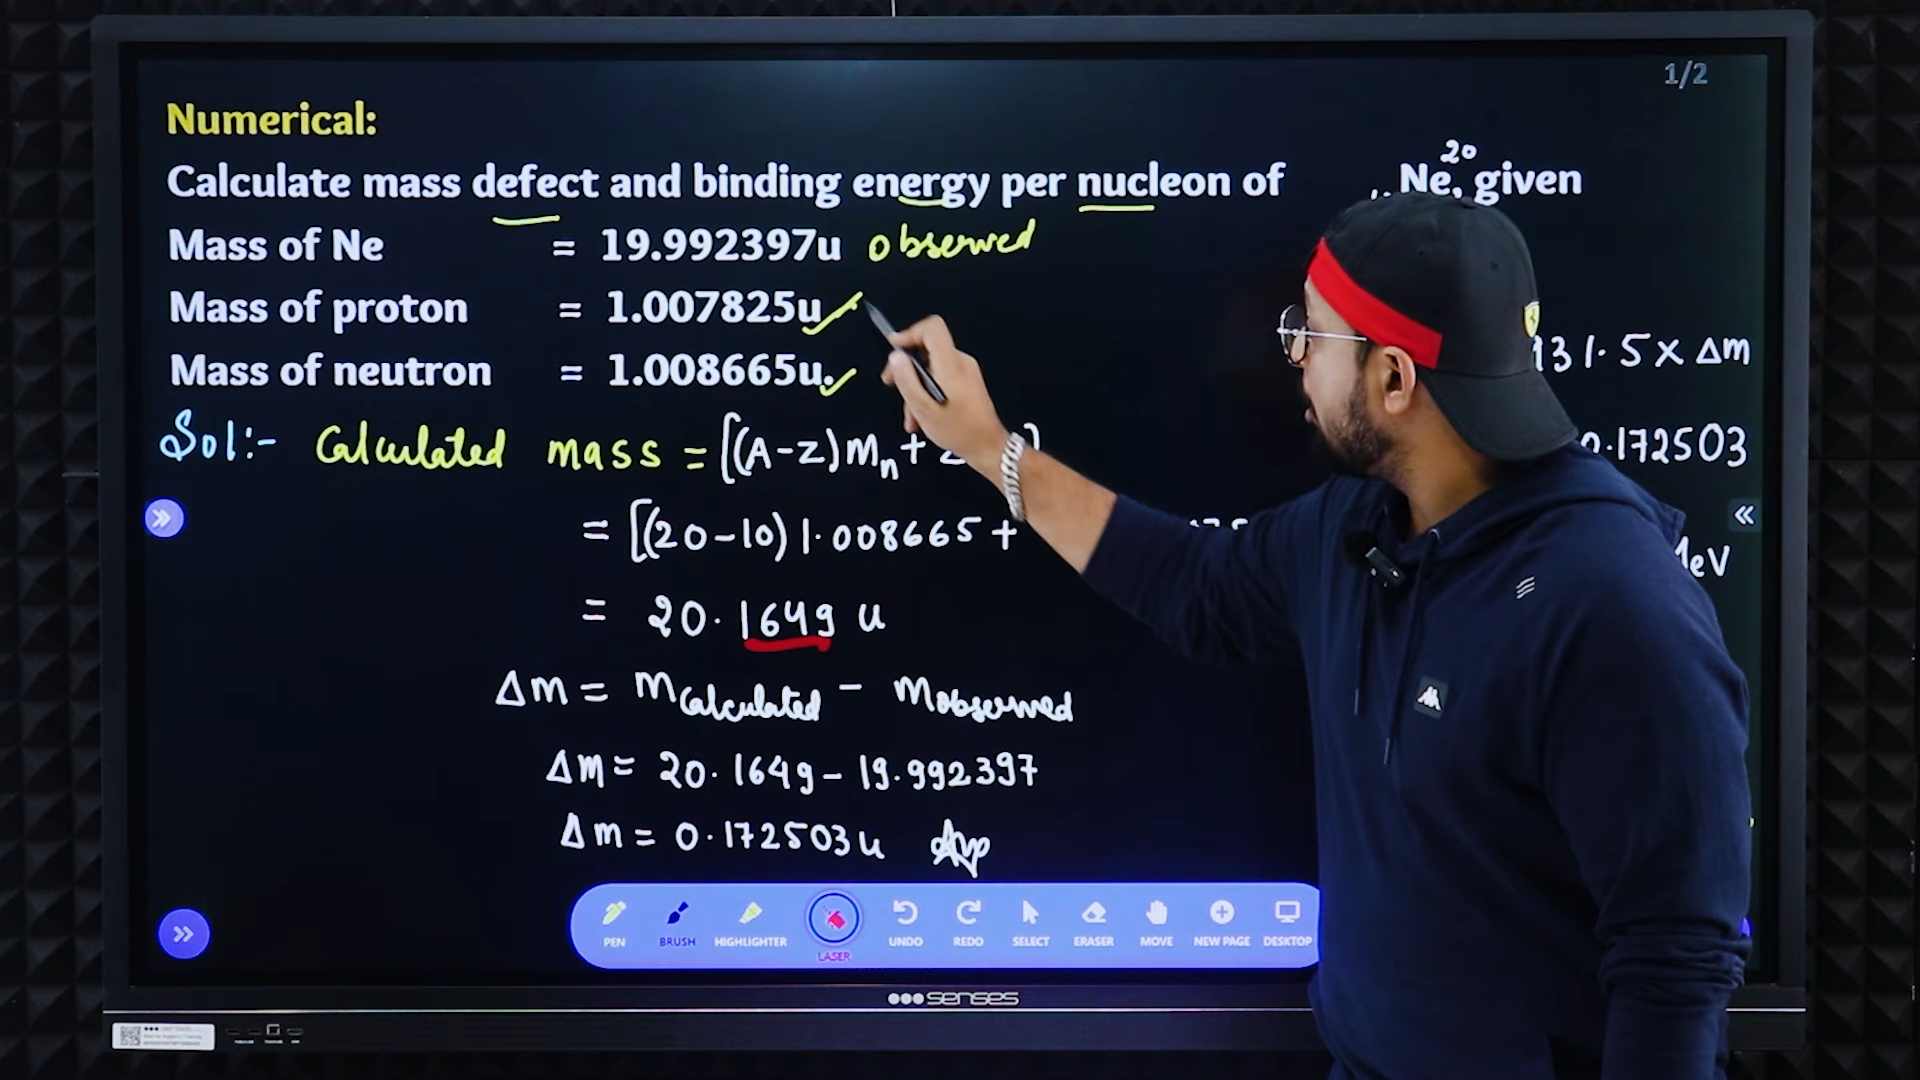 1/2
Numerical:
Calculate mass defect and binding energy per nucleon of Ne, given
20
Mass of Ne = 19.992397u observed
Mass of proton = 1.007825u
Mass of neutron = 1.008665u.
931.5 x Δm
Sol:- Calculated mass = [(A-Z)mn + Z
0.172503
= [(20-10) 1.008665 +
MeV
= 20.1649 u
Δm = mCalculated - mobserved
Δm = 20.1649 - 19.992397
Δm = 0.172503u
PEN BRUSH HIGHLIGHTER LASER UNDO REDO SELECT ERASER MOVE NEW PAGE DESKTOP
senses